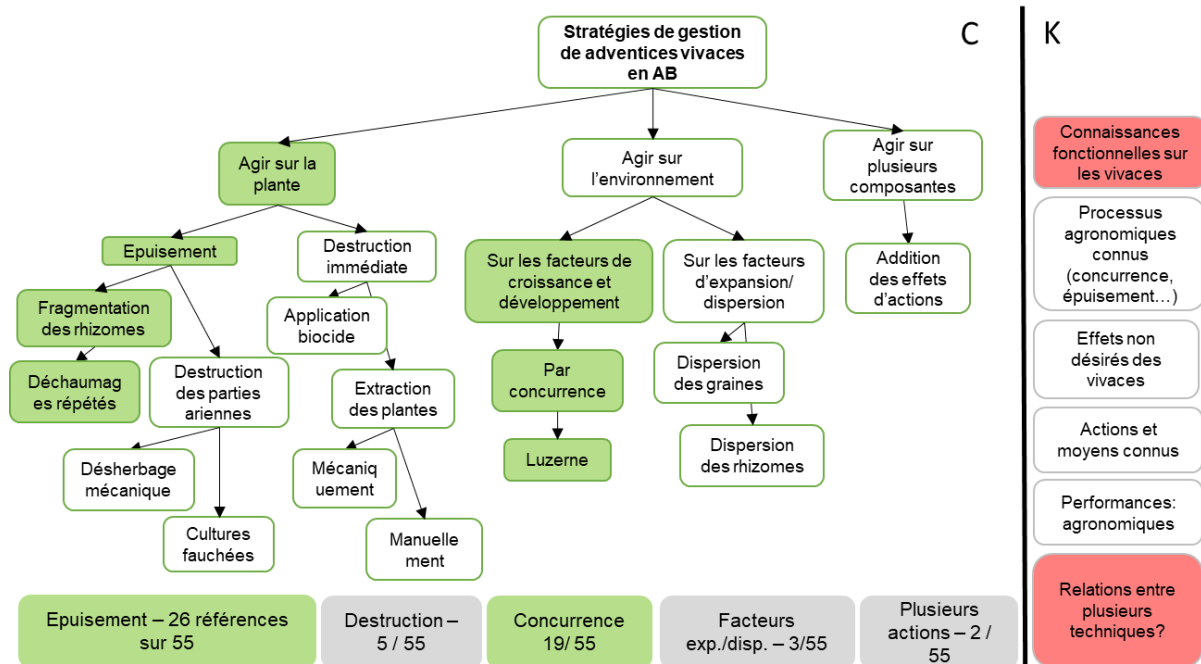 Stratégies de gestion
de adventices vivaces
en AB
C
K
Agir sur la
plante
Agir sur
l'environnement
Agir sur
plusieurs
composantes
Epuisement
Destruction
immédiate
Sur les facteurs de
croissance et
développement
Sur les facteurs
d'expansion/
dispersion
Addition
des effets
d'actions
Fragmentation
des rhizomes
Application
biocide
Déchaumag
es répétés
Destruction
des parties
ariennes
Extraction
des plantes
Par
concurrence
Dispersion
des graines
Désherbage
mécanique
Mécaniq
uement
Luzerne
Dispersion
des rhizomes
Cultures
fauchées
Manuelle
ment
Epuisement – 26 références
sur 55
Destruction –
5 / 55
Concurrence
19/ 55
Facteurs
exp./disp. – 3/55
Plusieurs
actions – 2 /
55
Connaissances
fonctionnelles sur
les vivaces
Processus
agronomiques
connus
(concurrence,
épuisement…)
Effets non
désirés des
vivaces
Actions et
moyens connus
Performances:
agronomiques
Relations entre
plusieurs
techniques?